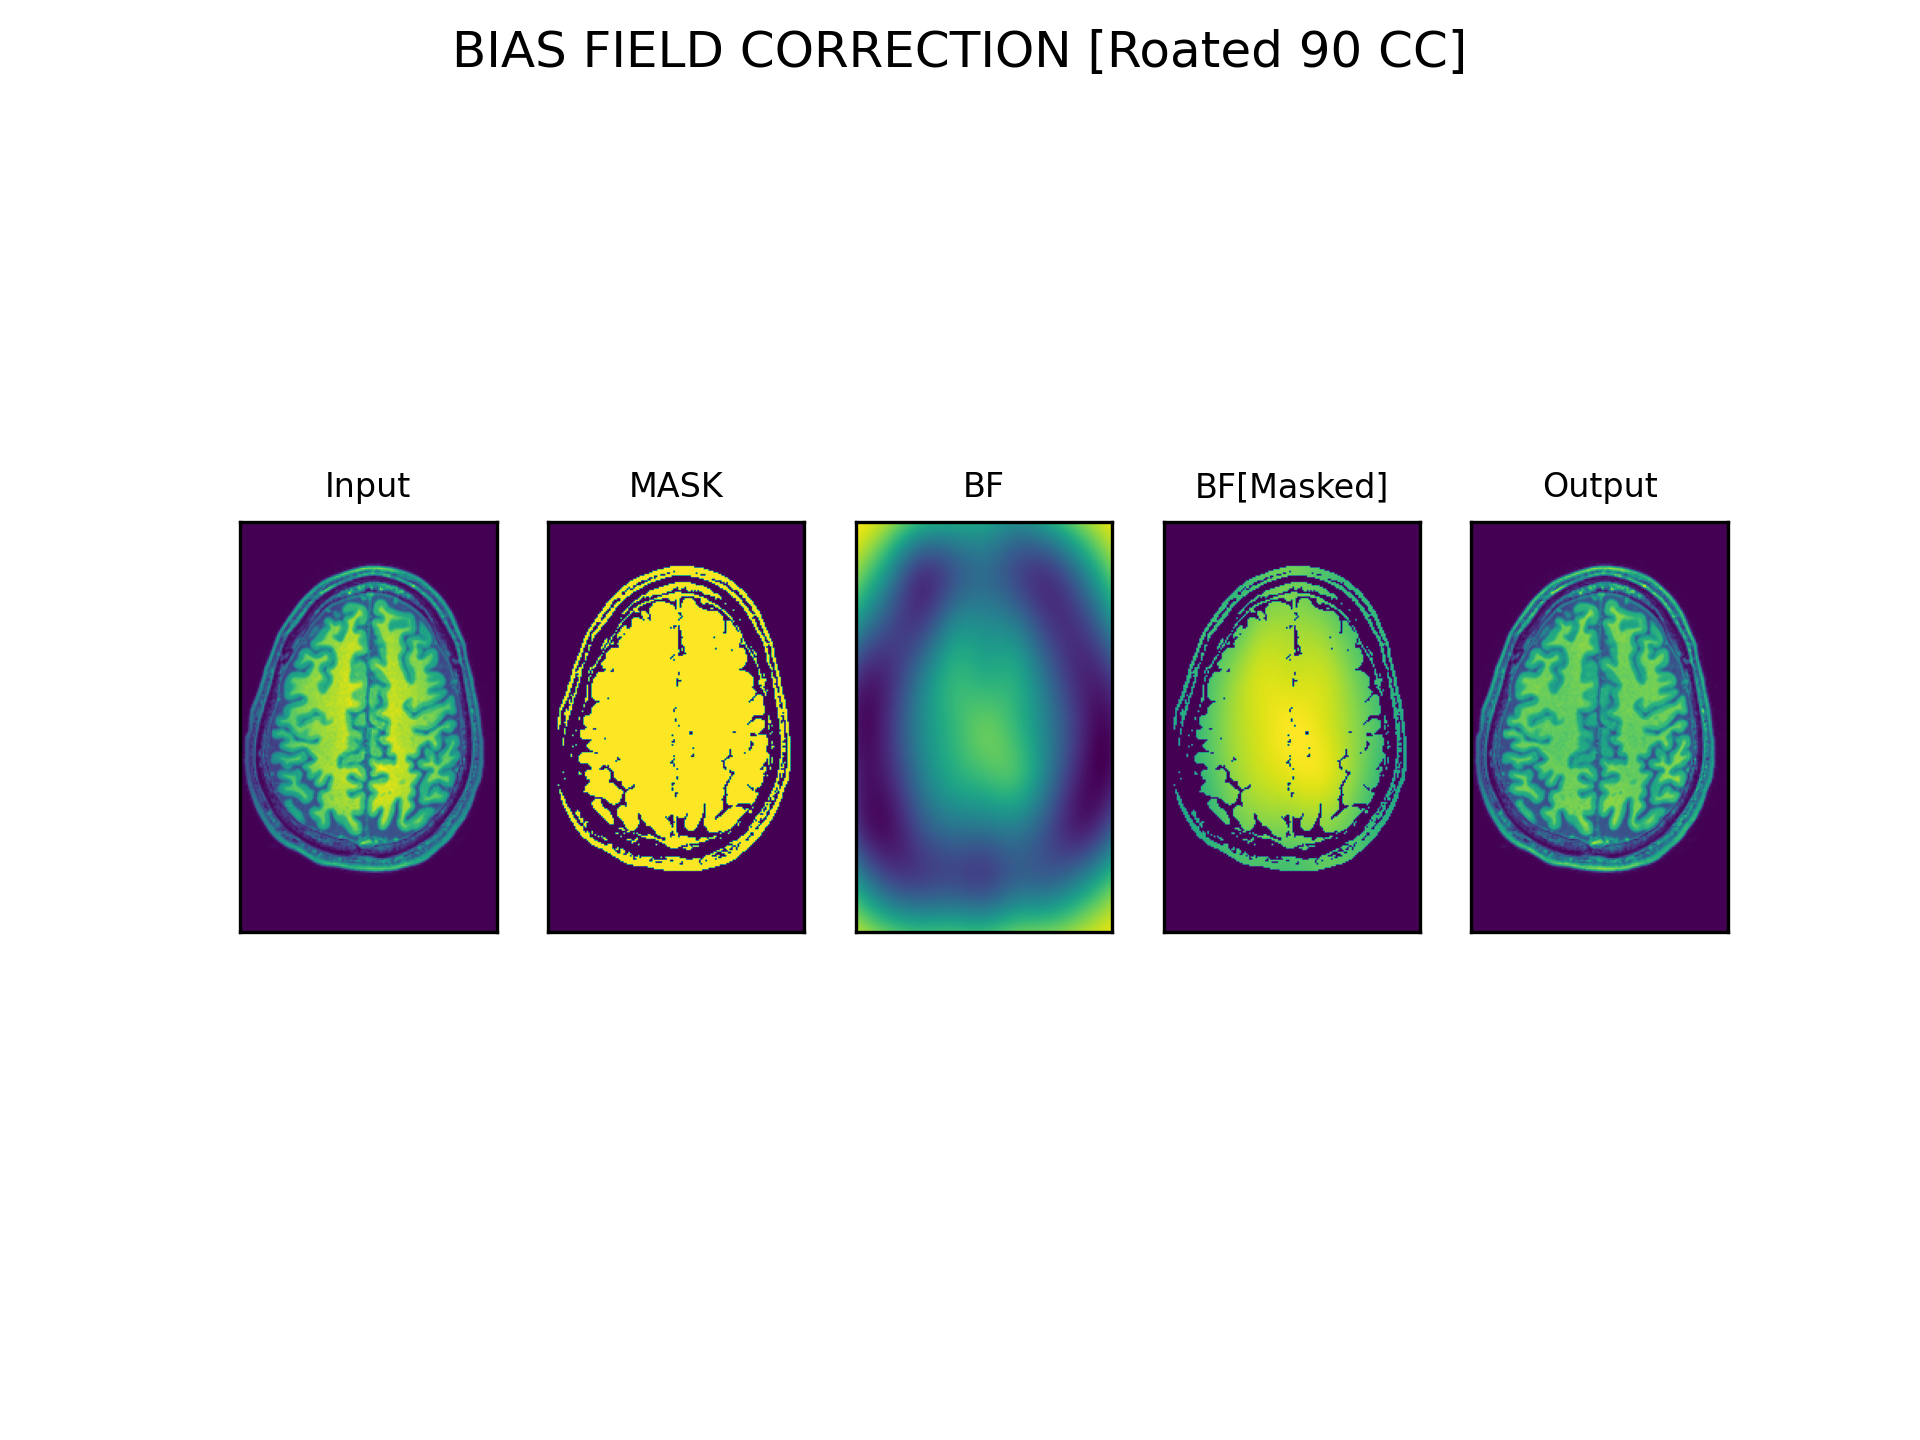 BIAS FIELD CORRECTION [Roated 90 CC]
Input
MASK
BF
BF[Masked]
Output